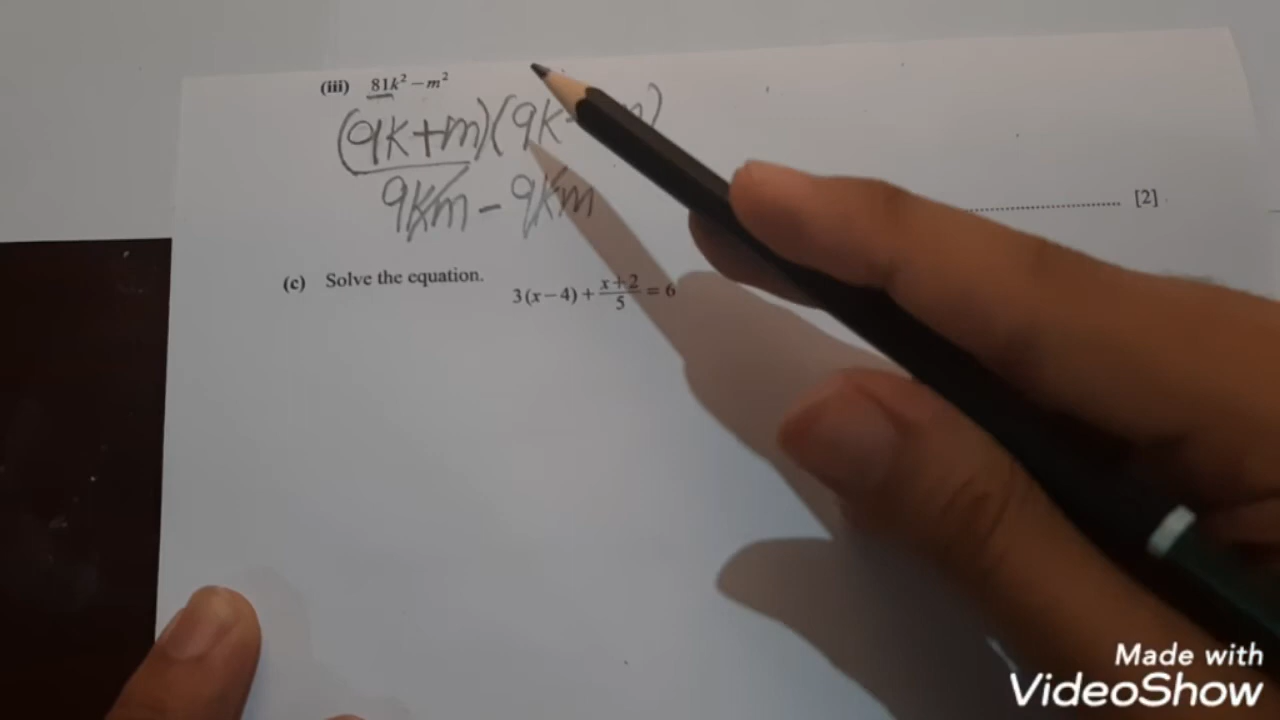 (iii) 81k² – m²
(9k+m)(9k
9km – 9km
[2]
(c) Solve the equation.
3(x – 4) + (x + 2)/5 = 6
Made with
VideoShow